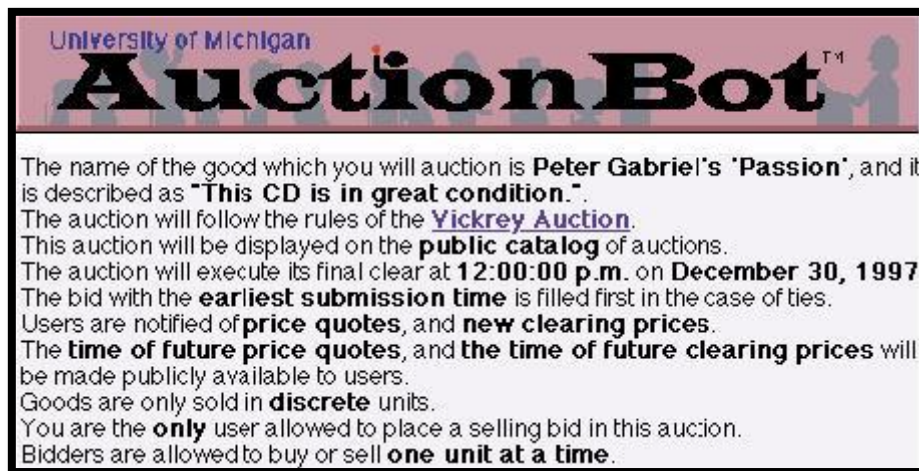 University of Michigan
AuctionBot™
The name of the good which you will auction is Peter Gabriel's 'Passion', and it
is described as "This CD is in great condition.".
The auction will follow the rules of the Vickrey Auction.
This auction will be displayed on the public catalog of auctions.
The auction will execute its final clear at 12:00:00 p.m. on December 30, 1997
The bid with the earliest submission time is filled first in the case of ties.
Users are notified of price quotes, and new clearing prices.
The time of future price quotes, and the time of future clearing prices will
be made publicly available to users.
Goods are only sold in discrete units.
You are the only user allowed to place a selling bid in this auction.
Bidders are allowed to buy or sell one unit at a time.